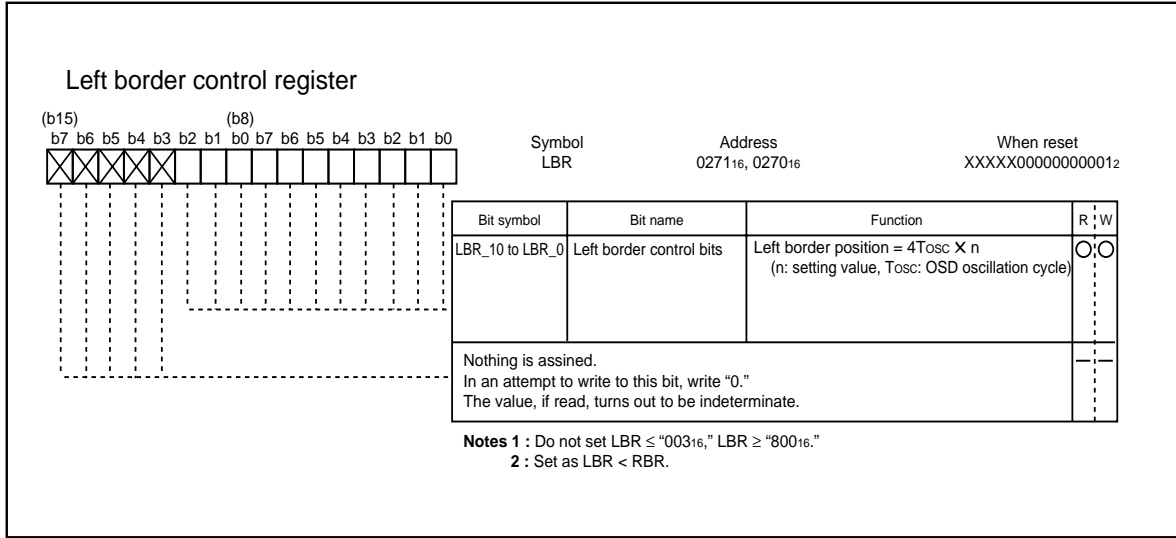 Left border control register
(b15) (b8)
b7 b6 b5 b4 b3 b2 b1 b0 b7 b6 b5 b4 b3 b2 b1 b0
Symbol Address When reset
LBR 027116, 027016 XXXXX000000000012
Bit symbol Bit name Function R W
LBR_10 to LBR_0 Left border control bits Left border position = 4Tosc X n
(n: setting value, Tosc: OSD oscillation cycle)
Nothing is assined.
In an attempt to write to this bit, write “0.”
The value, if read, turns out to be indeterminate.
Notes 1 : Do not set LBR ≤ “00316,” LBR ≥ “80016.”
2 : Set as LBR < RBR.